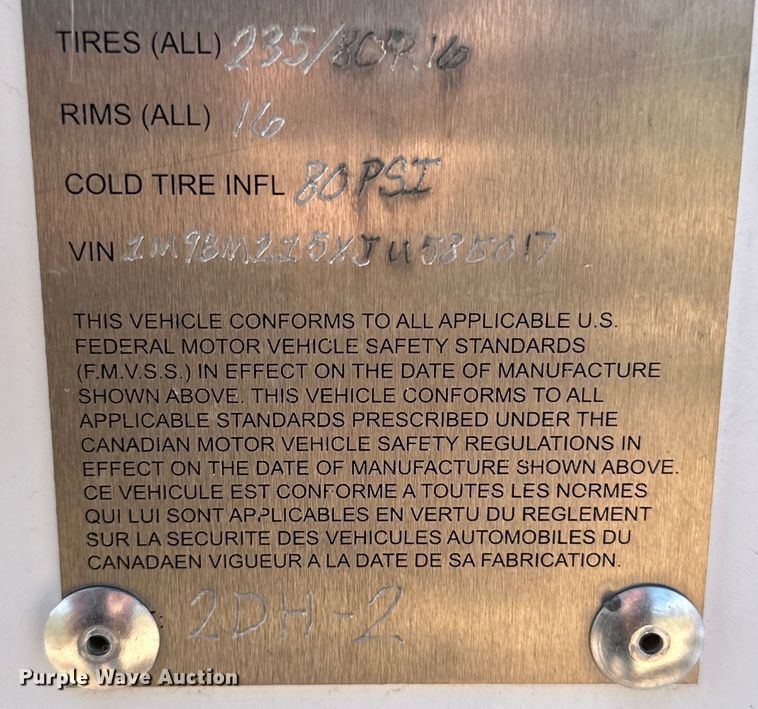 TIRES (ALL) 235/80R16
RIMS (ALL) 16
COLD TIRE INFL 80 PSI
VIN 1M9BM215XJU585017
THIS VEHICLE CONFORMS TO ALL APPLICABLE U.S.
FEDERAL MOTOR VEHICLE SAFETY STANDARDS
(F.M.V.S.S.) IN EFFECT ON THE DATE OF MANUFACTURE
SHOWN ABOVE. THIS VEHICLE CONFORMS TO ALL
APPLICABLE STANDARDS PRESCRIBED UNDER THE
CANADIAN MOTOR VEHICLE SAFETY REGULATIONS IN
EFFECT ON THE DATE OF MANUFACTURE SHOWN ABOVE.
CE VEHICULE EST CONFORME A TOUTES LES NORMES
QUI LUI SONT APPLICABLES EN VERTU DU REGLEMENT
SUR LA SECURITE DES VEHICULES AUTOMOBILES DU
CANADAEN VIGUEUR A LA DATE DE SA FABRICATION.
2DH-2
Purple Wave Auction